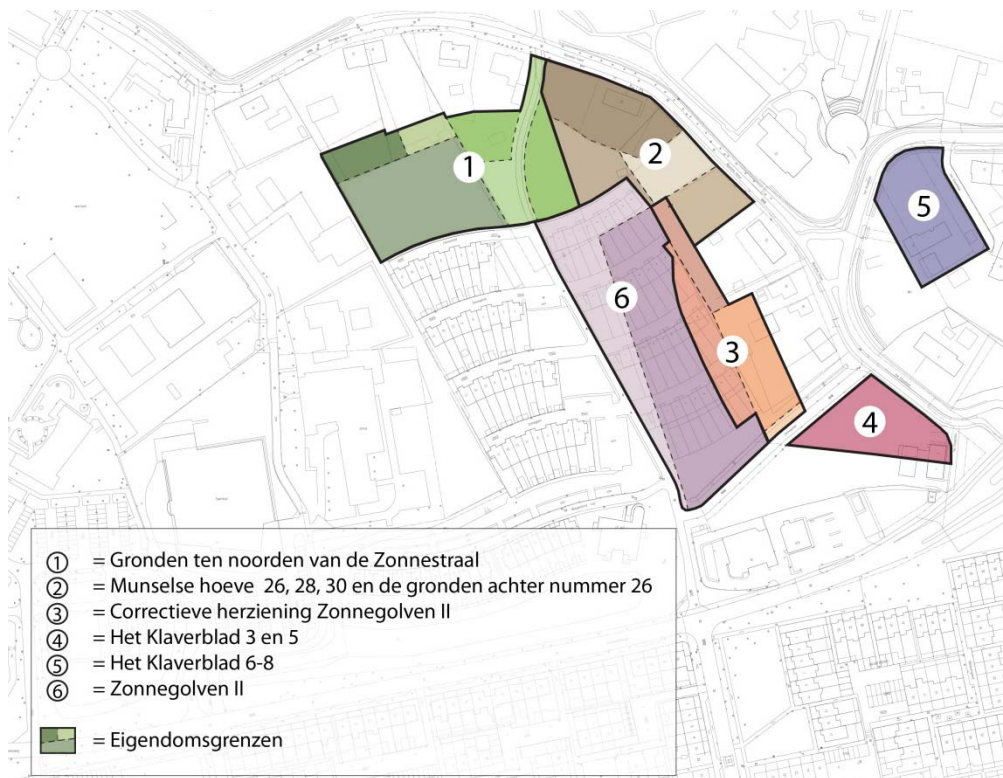 1
2
5
6
3
4
① = Gronden ten noorden van de Zonnestraal
② = Munselse hoeve 26, 28, 30 en de gronden achter nummer 26
③ = Correctieve herziening Zonnegolven II
④ = Het Klaverblad 3 en 5
⑤ = Het Klaverblad 6-8
⑥ = Zonnegolven II
= Eigendomsgrenzen